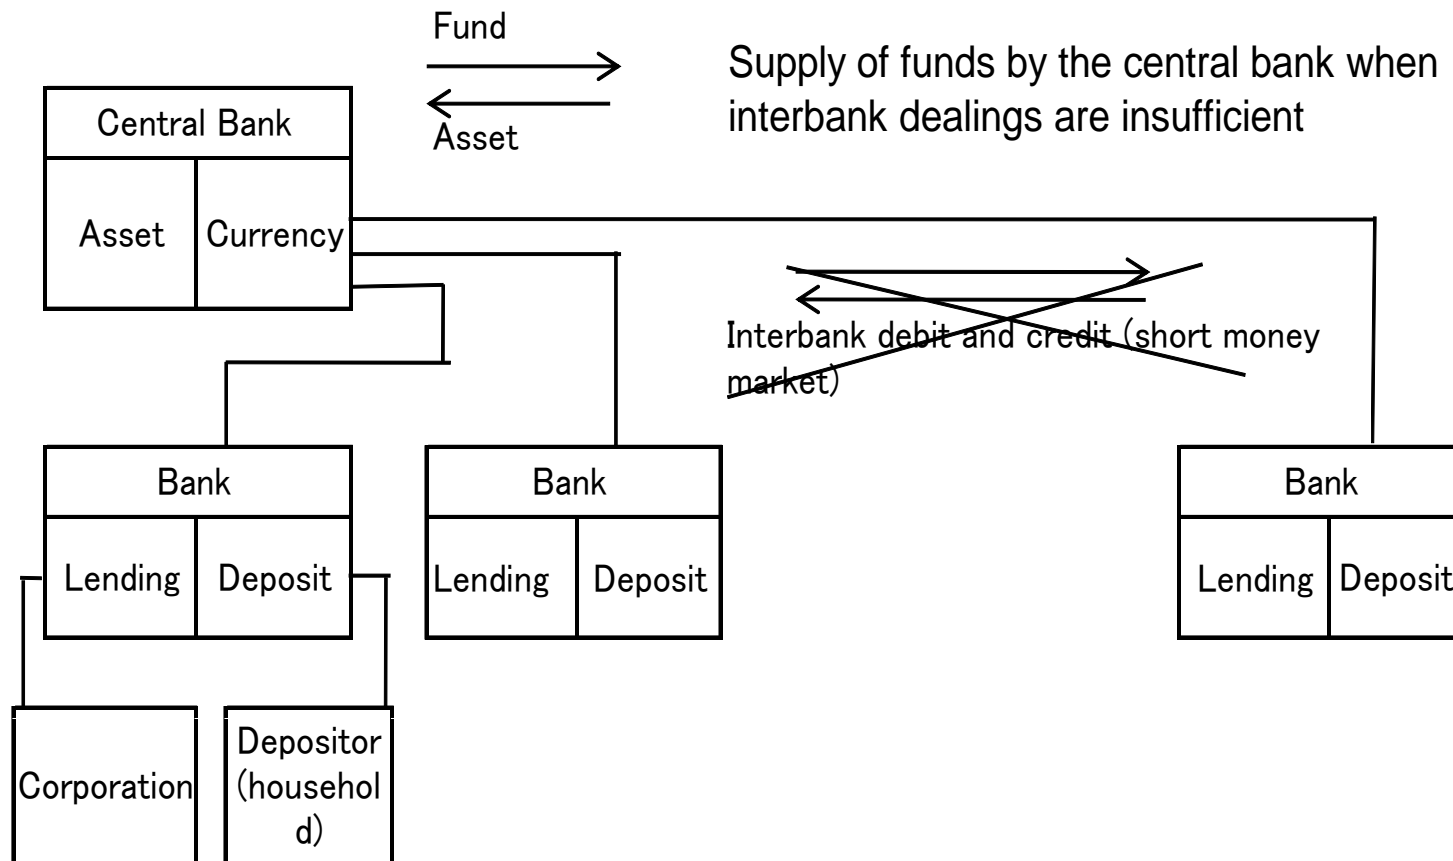 Fund
Supply of funds by the central bank when
interbank dealings are insufficient
Central Bank
Asset
Asset
Currency
Interbank debit and credit (short money
market)
Bank
Bank
Bank
Lending
Deposit
Lending
Deposit
Lending
Deposit
Corporation
Depositor
(househol
d)